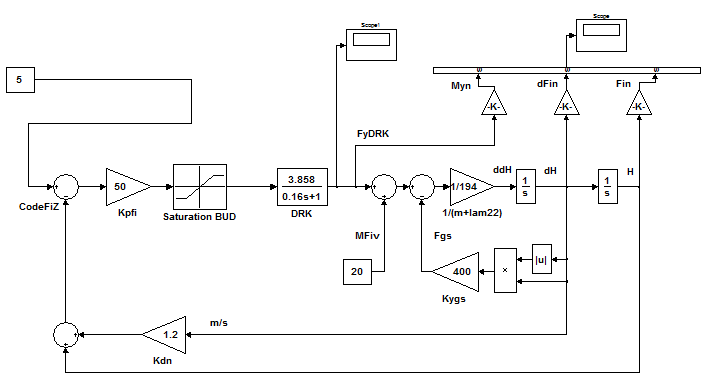 Scope1
Scope
5
Myn
dFin
Fin
-K-
-K-
-K-
FyDRK
CodeFiZ
50
Kpfi
Saturation BUD
3.858
0.16s+1
DRK
1/194
1/(m+lam22)
ddH
1
s
dH
1
s
H
MFiv
20
Fgs
400
Kygs
×
|u|
m/s
1.2
Kdn